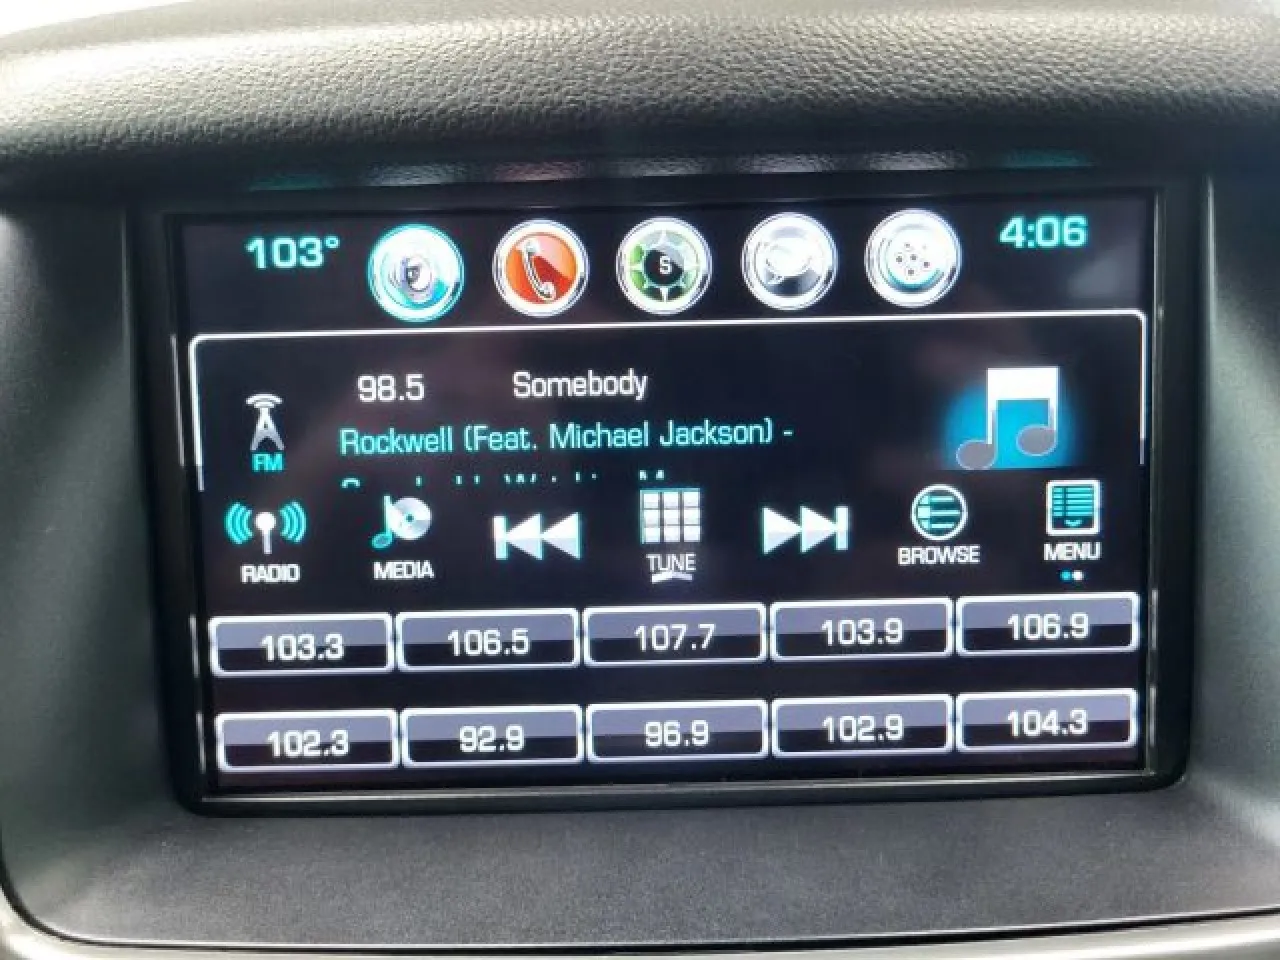 103° S 4:06
98.5 Somebody
Rockwell (Feat. Michael Jackson) -
FM
RADIO MEDIA TUNE BROWSE MENU
103.3 106.5 107.7 103.9 106.9
102.3 92.9 96.9 102.9 104.3